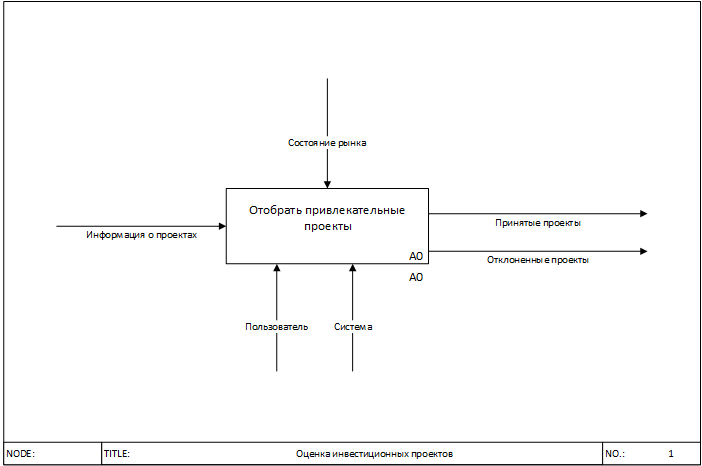 Состояние рынка
Отобрать привлекательные
проекты
Информация о проектах
Принятые проекты
Отклоненные проекты
A0
A0
Пользователь
Система
NODE:
TITLE:
Оценка инвестиционных проектов
NO.:
1